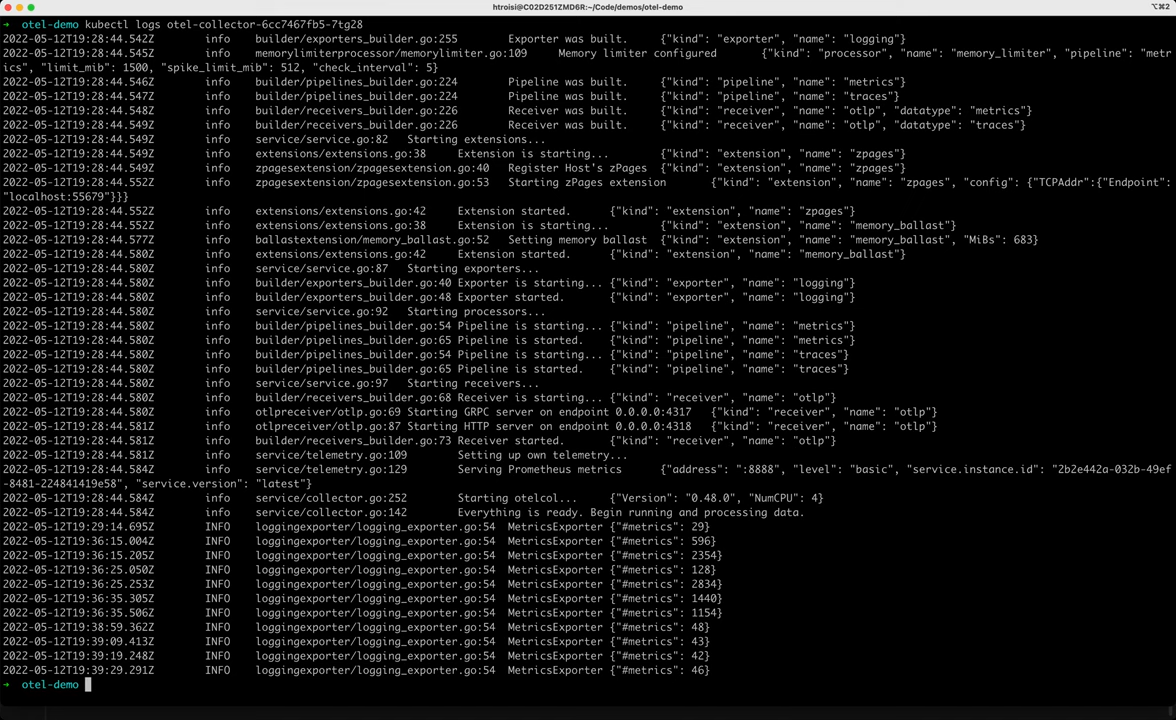 htroisi@C02D251ZMD6R:~/Code/demos/otel-demo
⌥⌘2
➜ otel-demo kubectl logs otel-collector-6cc7467fb5-7tg28
2022-05-12T19:28:44.542Z info builder/exporters_builder.go:255 Exporter was built. {"kind": "exporter", "name": "logging"}
2022-05-12T19:28:44.545Z info memorylimiterprocessor/memorylimiter.go:109 Memory limiter configured {"kind": "processor", "name": "memory_limiter", "pipeline": "metr
ics", "limit_mib": 1500, "spike_limit_mib": 512, "check_interval": 5}
2022-05-12T19:28:44.546Z info builder/pipelines_builder.go:224 Pipeline was built. {"kind": "pipeline", "name": "metrics"}
2022-05-12T19:28:44.547Z info builder/pipelines_builder.go:224 Pipeline was built. {"kind": "pipeline", "name": "traces"}
2022-05-12T19:28:44.548Z info builder/receivers_builder.go:226 Receiver was built. {"kind": "receiver", "name": "otlp", "datatype": "metrics"}
2022-05-12T19:28:44.549Z info builder/receivers_builder.go:226 Receiver was built. {"kind": "receiver", "name": "otlp", "datatype": "traces"}
2022-05-12T19:28:44.549Z info service/service.go:82 Starting extensions...
2022-05-12T19:28:44.549Z info extensions/extensions.go:38 Extension is starting... {"kind": "extension", "name": "zpages"}
2022-05-12T19:28:44.549Z info zpagesextension/zpagesextension.go:40 Register Host's zPages {"kind": "extension", "name": "zpages"}
2022-05-12T19:28:44.552Z info zpagesextension/zpagesextension.go:53 Starting zPages extension {"kind": "extension", "name": "zpages", "config": {"TCPAddr":{"Endpoint":
"localhost:55679"}}}
2022-05-12T19:28:44.552Z info extensions/extensions.go:42 Extension started. {"kind": "extension", "name": "zpages"}
2022-05-12T19:28:44.552Z info extensions/extensions.go:38 Extension is starting... {"kind": "extension", "name": "memory_ballast"}
2022-05-12T19:28:44.577Z info ballastextension/memory_ballast.go:52 Setting memory ballast {"kind": "extension", "name": "memory_ballast", "MiBs": 683}
2022-05-12T19:28:44.580Z info extensions/extensions.go:42 Extension started. {"kind": "extension", "name": "memory_ballast"}
2022-05-12T19:28:44.580Z info service/service.go:87 Starting exporters...
2022-05-12T19:28:44.580Z info builder/exporters_builder.go:40 Exporter is starting... {"kind": "exporter", "name": "logging"}
2022-05-12T19:28:44.580Z info builder/exporters_builder.go:48 Exporter started. {"kind": "exporter", "name": "logging"}
2022-05-12T19:28:44.580Z info service/service.go:92 Starting processors...
2022-05-12T19:28:44.580Z info builder/pipelines_builder.go:54 Pipeline is starting... {"kind": "pipeline", "name": "metrics"}
2022-05-12T19:28:44.580Z info builder/pipelines_builder.go:65 Pipeline is started. {"kind": "pipeline", "name": "metrics"}
2022-05-12T19:28:44.580Z info builder/pipelines_builder.go:54 Pipeline is starting... {"kind": "pipeline", "name": "traces"}
2022-05-12T19:28:44.580Z info builder/pipelines_builder.go:65 Pipeline is started. {"kind": "pipeline", "name": "traces"}
2022-05-12T19:28:44.580Z info service/service.go:97 Starting receivers...
2022-05-12T19:28:44.580Z info builder/receivers_builder.go:68 Receiver is starting... {"kind": "receiver", "name": "otlp"}
2022-05-12T19:28:44.580Z info otlpreceiver/otlp.go:69 Starting GRPC server on endpoint 0.0.0.0:4317 {"kind": "receiver", "name": "otlp"}
2022-05-12T19:28:44.581Z info otlpreceiver/otlp.go:87 Starting HTTP server on endpoint 0.0.0.0:4318 {"kind": "receiver", "name": "otlp"}
2022-05-12T19:28:44.581Z info builder/receivers_builder.go:73 Receiver started. {"kind": "receiver", "name": "otlp"}
2022-05-12T19:28:44.581Z info service/telemetry.go:109 Setting up own telemetry...
2022-05-12T19:28:44.584Z info service/telemetry.go:129 Serving Prometheus metrics {"address": ":8888", "level": "basic", "service.instance.id": "2b2e442a-032b-49ef
-8481-224841419e58", "service.version": "latest"}
2022-05-12T19:28:44.584Z info service/collector.go:252 Starting otelcol... {"Version": "0.48.0", "NumCPU": 4}
2022-05-12T19:28:44.584Z info service/collector.go:142 Everything is ready. Begin running and processing data.
2022-05-12T19:29:14.695Z INFO loggingexporter/logging_exporter.go:54 MetricsExporter {"#metrics": 29}
2022-05-12T19:36:15.004Z INFO loggingexporter/logging_exporter.go:54 MetricsExporter {"#metrics": 596}
2022-05-12T19:36:15.205Z INFO loggingexporter/logging_exporter.go:54 MetricsExporter {"#metrics": 2354}
2022-05-12T19:36:25.050Z INFO loggingexporter/logging_exporter.go:54 MetricsExporter {"#metrics": 128}
2022-05-12T19:36:25.253Z INFO loggingexporter/logging_exporter.go:54 MetricsExporter {"#metrics": 2834}
2022-05-12T19:36:35.305Z INFO loggingexporter/logging_exporter.go:54 MetricsExporter {"#metrics": 1440}
2022-05-12T19:36:35.506Z INFO loggingexporter/logging_exporter.go:54 MetricsExporter {"#metrics": 1154}
2022-05-12T19:38:59.362Z INFO loggingexporter/logging_exporter.go:54 MetricsExporter {"#metrics": 48}
2022-05-12T19:39:09.413Z INFO loggingexporter/logging_exporter.go:54 MetricsExporter {"#metrics": 43}
2022-05-12T19:39:19.248Z INFO loggingexporter/logging_exporter.go:54 MetricsExporter {"#metrics": 42}
2022-05-12T19:39:29.291Z INFO loggingexporter/logging_exporter.go:54 MetricsExporter {"#metrics": 46}
➜ otel-demo